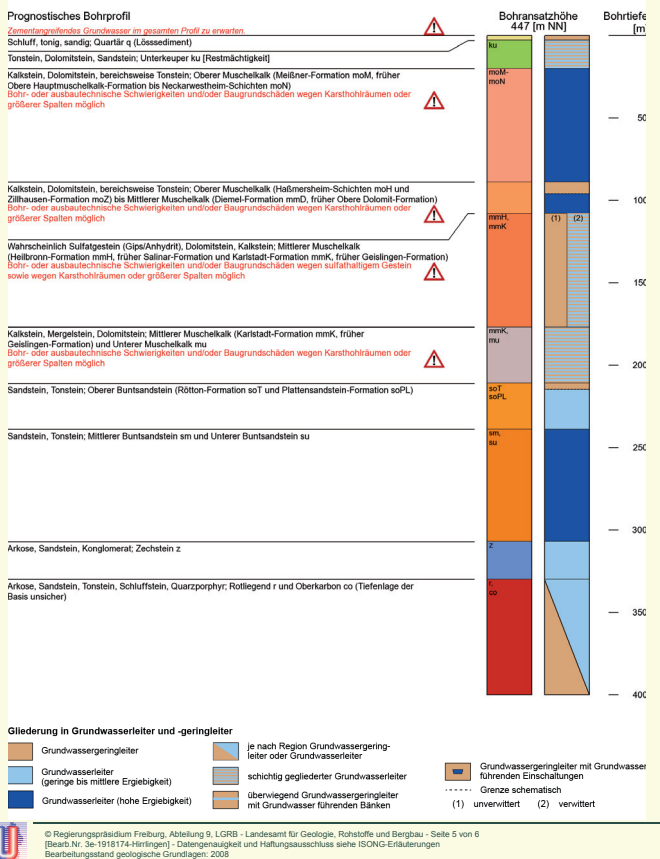 Prognostisches Bohrprofil
Bohransatzhöhe
447 [m NN]
Bohrtiefe
[m]
Zementangreifendes Grundwasser im gesamten Profil zu erwarten.
Schluff, tonig, sandig; Quartär q (Lösssediment)
Tonstein, Dolomitstein, Sandstein; Unterkeuper ku [Restmächtigkeit]
ku
Kalkstein, Dolomitstein, bereichsweise Tonstein; Oberer Muschelkalk (Meißner-Formation moM, früher
Obere Hauptmuschelkalk-Formation bis Neckarwestheim-Schichten moN)
Bohr- oder ausbautechnische Schwierigkeiten und/oder Baugrundschäden wegen Karsthohlräumen oder
größerer Spalten möglich
moM-
moN
50
Kalkstein, Dolomitstein, bereichsweise Tonstein; Oberer Muschelkalk (Haßmersheim-Schichten moH und
Zillhausen-Formation moZ) bis Mittlerer Muschelkalk (Diemel-Formation mmD, früher Obere Dolomit-Formation)
Bohr- oder ausbautechnische Schwierigkeiten und/oder Baugrundschäden wegen Karsthohlräumen oder
größerer Spalten möglich
100
Wahrscheinlich Sulfatgestein (Gips/Anhydrit), Dolomitstein, Kalkstein; Mittlerer Muschelkalk
(Heilbronn-Formation mmH, früher Salinar-Formation und Karlstadt-Formation mmK, früher Geislingen-Formation)
Bohr- oder ausbautechnische Schwierigkeiten und/oder Baugrundschäden wegen sulfathaltigem Gestein
sowie wegen Karsthohlräumen oder größerer Spalten möglich
mmH,
mmK
(1) (2)
150
Kalkstein, Mergelstein, Dolomitstein; Mittlerer Muschelkalk (Karlstadt-Formation mmK, früher
Geislingen-Formation) und Unterer Muschelkalk mu
Bohr- oder ausbautechnische Schwierigkeiten und/oder Baugrundschäden wegen Karsthohlräumen oder
größerer Spalten möglich
mmK,
mu
200
Sandstein, Tonstein; Oberer Buntsandstein (Rötton-Formation soT und Plattensandstein-Formation soPL)
soT
soPL
Sandstein, Tonstein; Mittlerer Buntsandstein sm und Unterer Buntsandstein su
sm,
su
250
300
Arkose, Sandstein, Konglomerat; Zechstein z
z
Arkose, Sandstein, Tonstein, Schluffstein, Quarzporphyr; Rotliegend r und Oberkarbon co (Tiefenlage der
Basis unsicher)
r,
co
350
400
Gliederung in Grundwasserleiter und -geringleiter
Grundwassergeringleiter
Grundwasserleiter
(geringe bis mittlere Ergiebigkeit)
Grundwasserleiter (hohe Ergiebigkeit)
je nach Region Grundwassergering-
leiter oder Grundwasserleiter
schichtig gegliederter Grundwasserleiter
überwiegend Grundwassergeringleiter
mit Grundwasser führenden Bänken
Grundwassergeringleiter mit Grundwasser
führenden Einschaltungen
Grenze schematisch
(1) unverwittert (2) verwittert
© Regierungspräsidium Freiburg, Abteilung 9, LGRB - Landesamt für Geologie, Rohstoffe und Bergbau - Seite 5 von 6
[Bearb.Nr. 3e-1918174-Hirrlingen] - Datengenauigkeit und Haftungsausschluss siehe ISONG-Erläuterungen
Bearbeitungsstand geologische Grundlagen: 2008